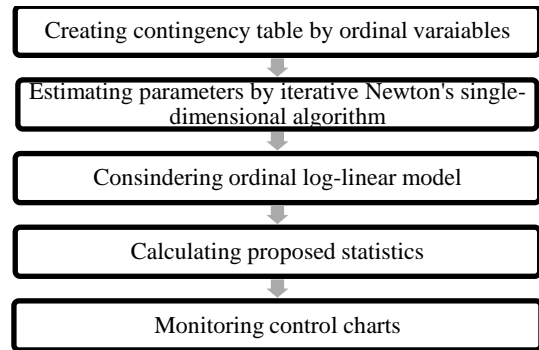 Creating contingency table by ordinal varaiables
Estimating parameters by iterative Newton's single-
dimensional algorithm
Consindering ordinal log-linear model
Calculating proposed statistics
Monitoring control charts